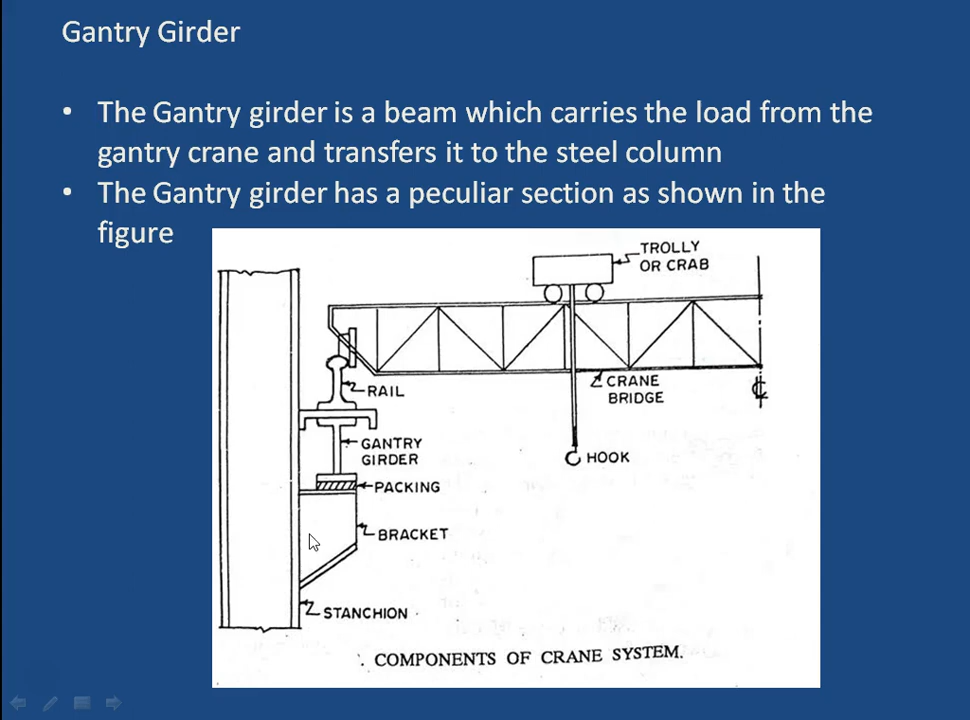 Gantry Girder
• The Gantry girder is a beam which carries the load from the
gantry crane and transfers it to the steel column
• The Gantry girder has a peculiar section as shown in the
figure
TROLLY
OR CRAB
RAIL
CRANE
BRIDGE
℄
GANTRY
GIRDER
HOOK
PACKING
BRACKET
STANCHION
COMPONENTS OF CRANE SYSTEM.